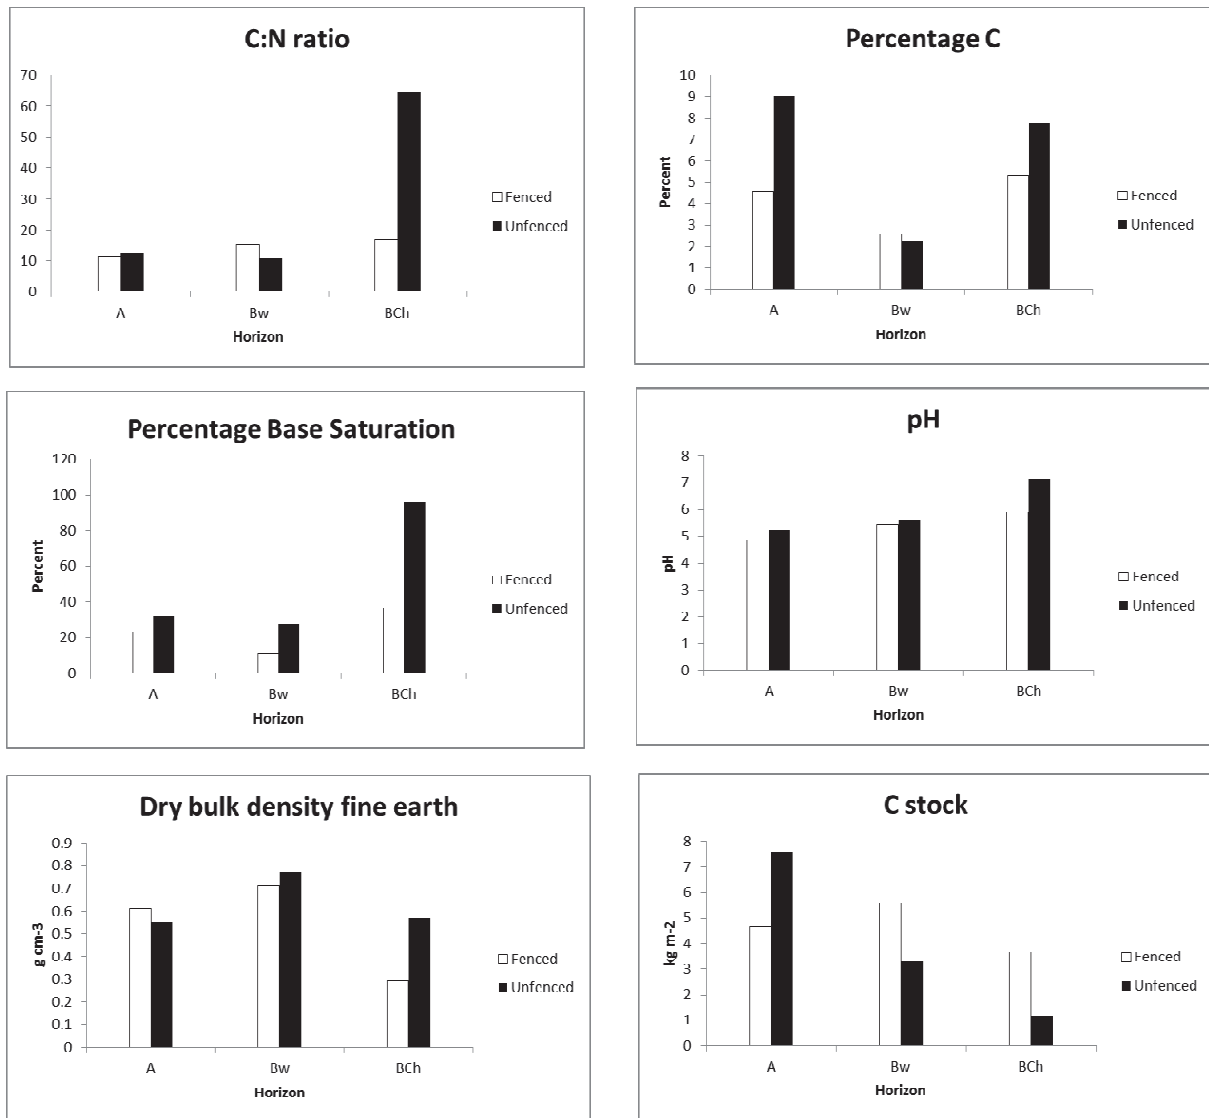 C:N ratio
70
60
50
40
30
20
10
0
A
Bw
BCh
Horizon
Fenced
Unfenced
Percentage C
10
9
8
7
6
5
4
3
2
1
0
Percent
A
Bw
BCh
Horizon
Fenced
Unfenced
Percentage Base Saturation
120
100
80
60
40
20
0
Percent
A
Bw
BCh
Horizon
Fenced
Unfenced
pH
8
7
6
5
4
3
2
1
0
pH
A
Bw
BCh
Horizon
Fenced
Unfenced
Dry bulk density fine earth
0.9
0.8
0.7
0.6
0.5
0.4
0.3
0.2
0.1
0
g cm-3
A
Bw
BCh
Horizon
Fenced
Unfenced
C stock
8
7
6
5
4
3
2
1
0
kg m-2
A
Bw
BCh
Horizon
Fenced
Unfenced